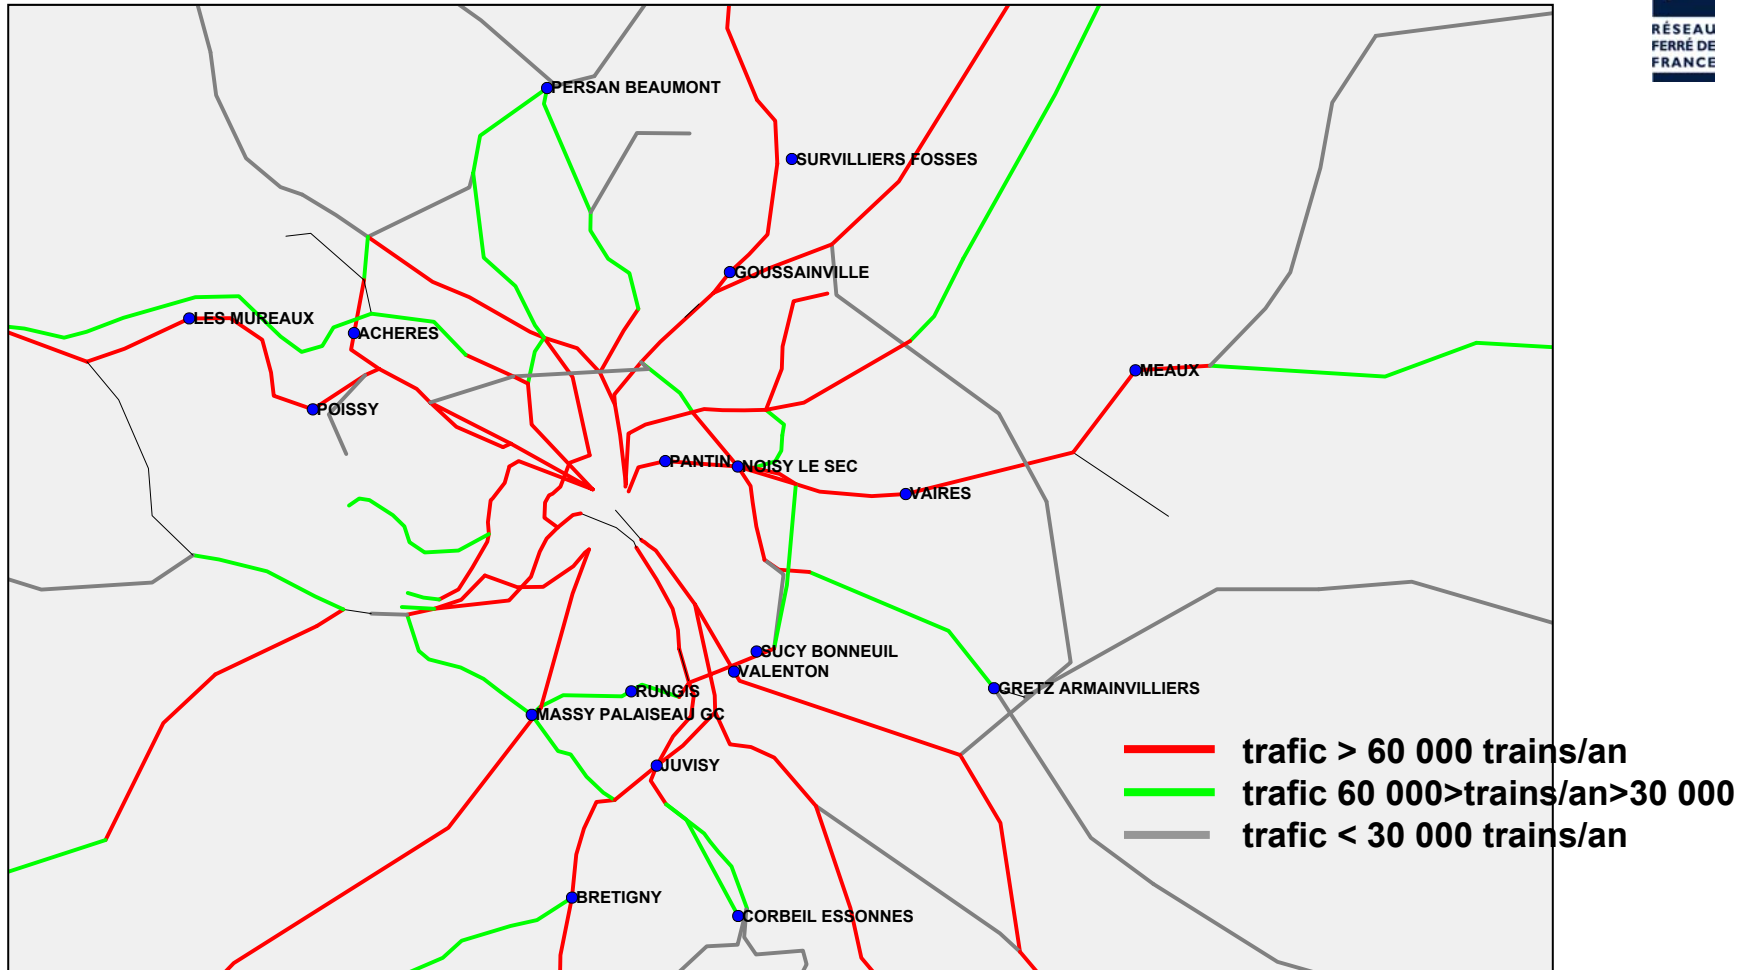 RÉSEAU
FERRÉ DE
FRANCE
PERSAN BEAUMONT
SURVILLIERS FOSSES
GOUSSAINVILLE
LES MUREAUX
ACHERES
MEAUX
POISSY
PANTIN
NOISY LE SEC
VAIRES
SUCY BONNEUIL
VALENTON
RUNGIS
GRETZ ARMAINVILLIERS
MASSY PALAISEAU GC
JUVISY
trafic > 60 000 trains/an
trafic 60 000>trains/an>30 000
trafic < 30 000 trains/an
BRETIGNY
CORBEIL ESSONNES